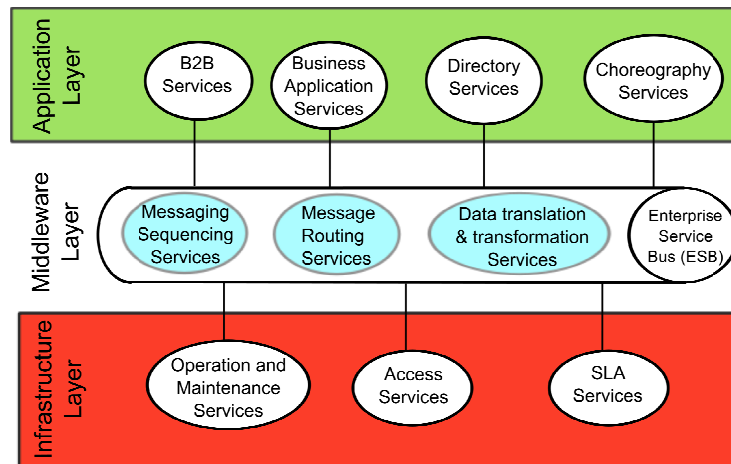 Application
Layer
B2B
Services
Business
Application
Services
Directory
Services
Choreography
Services
Middleware
Layer
Messaging
Sequencing
Services
Message
Routing
Services
Data translation
& transformation
Services
Enterprise
Service
Bus (ESB)
Infrastructure
Layer
Operation and
Maintenance
Services
Access
Services
SLA
Services